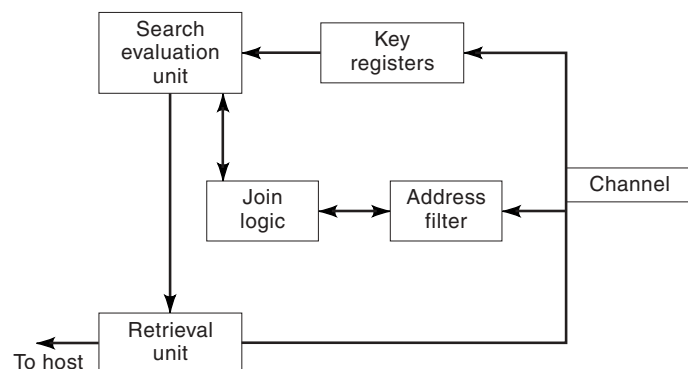 Search
evaluation
unit
Key
registers
Channel
Join
logic
Address
filter
Retrieval
unit
To host